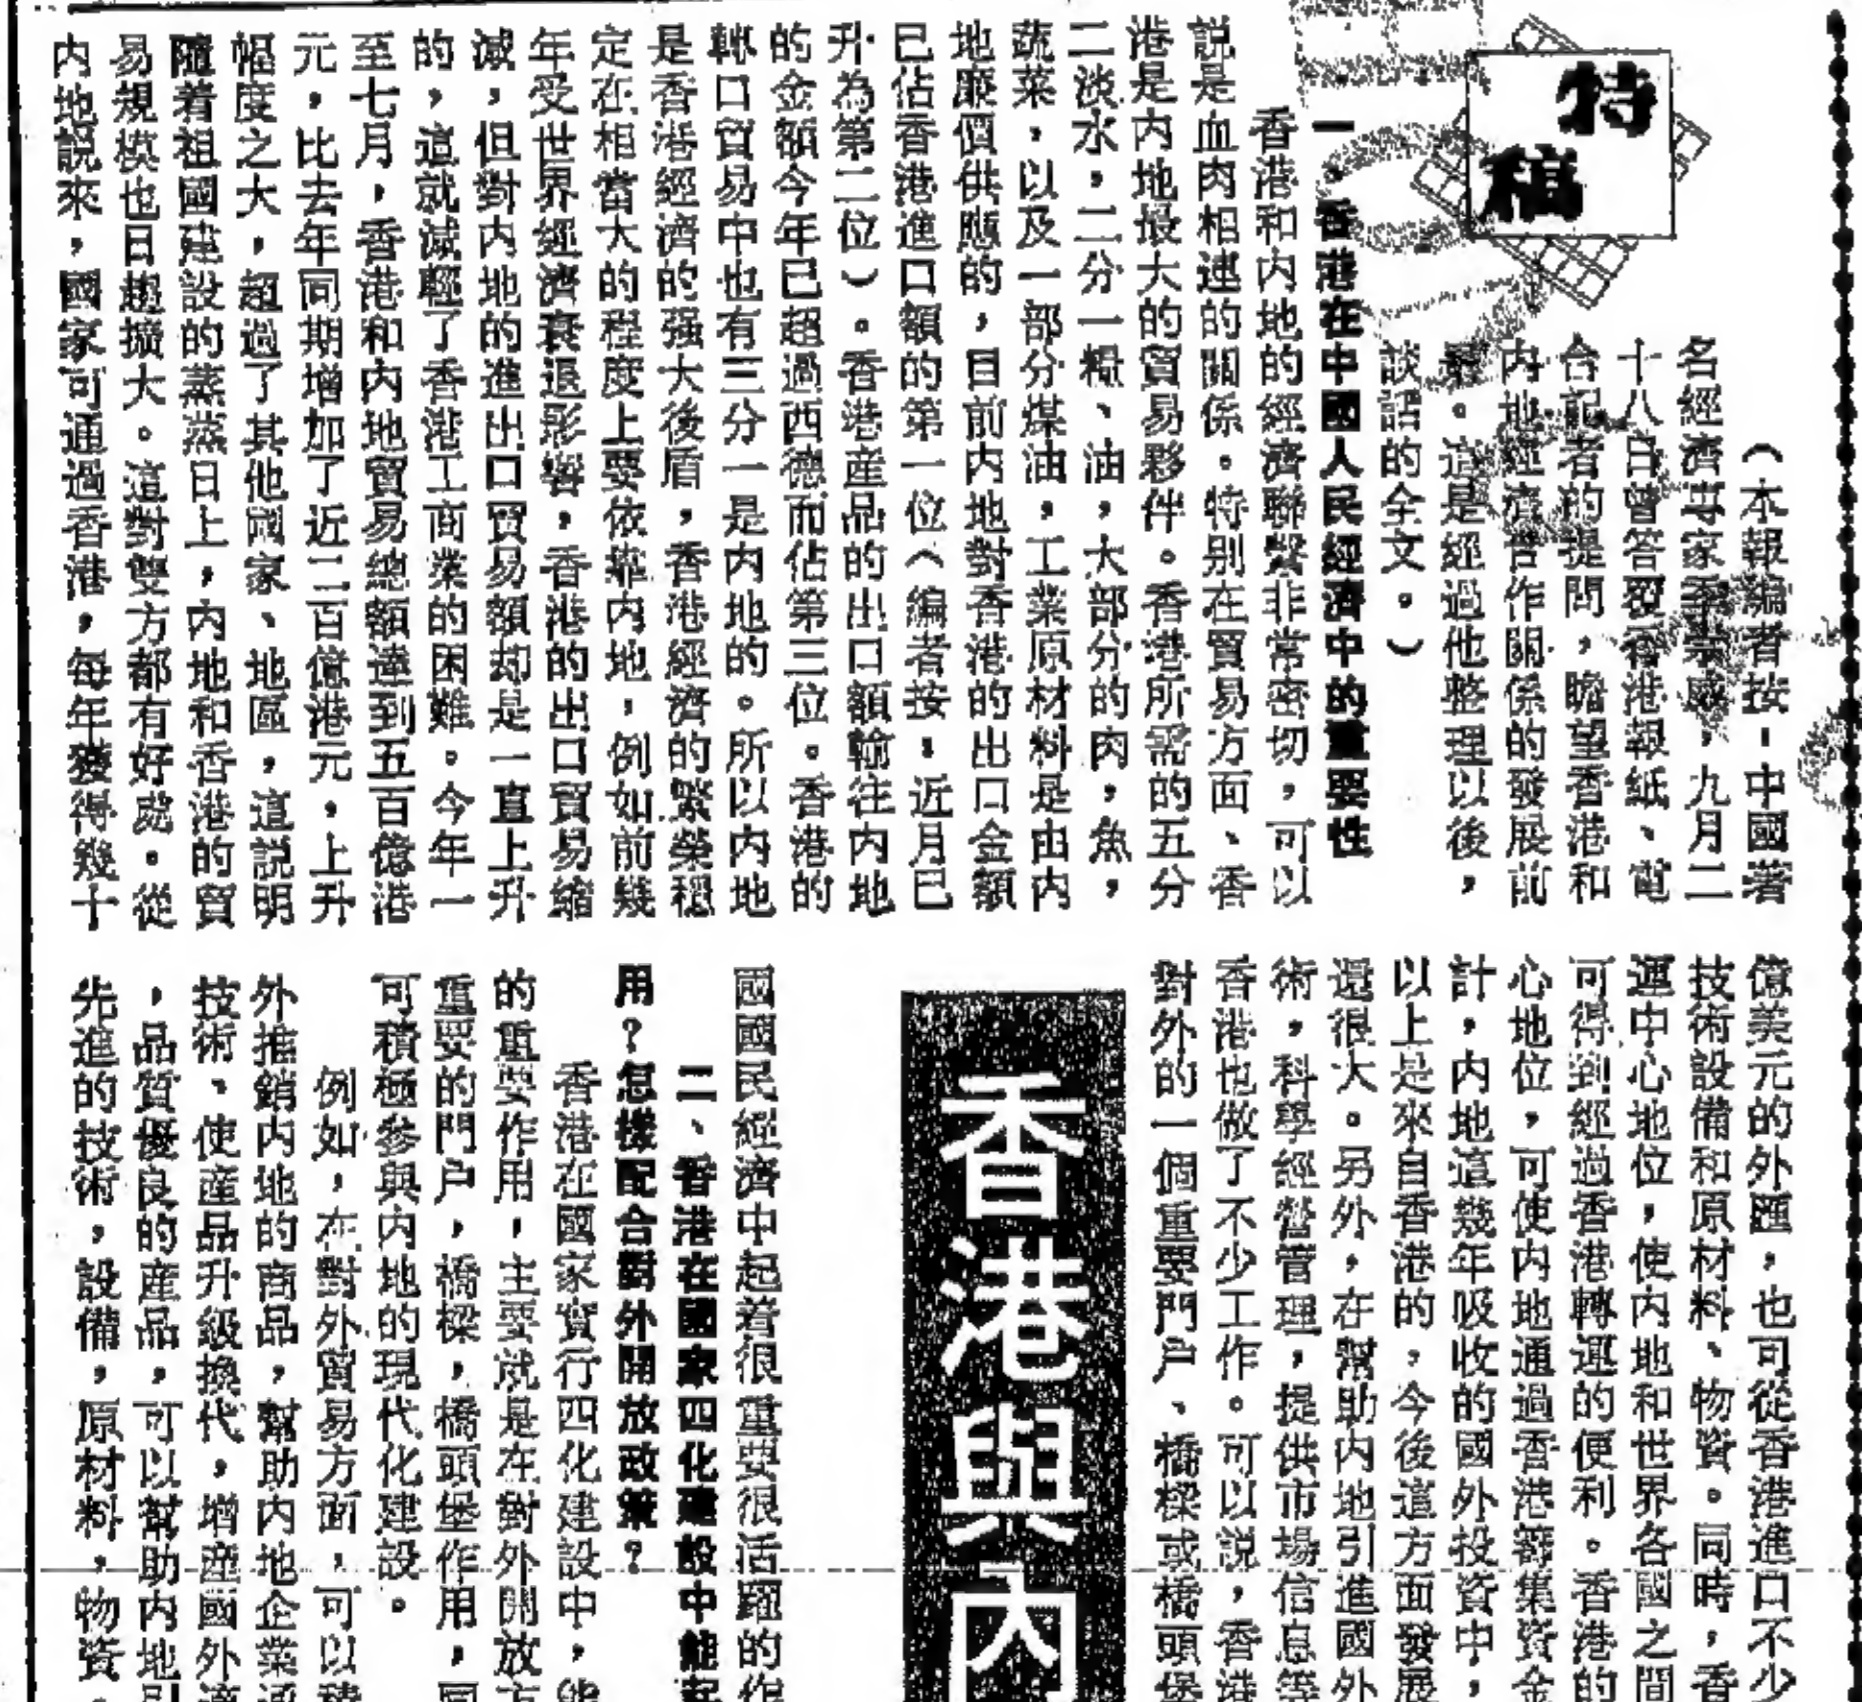 特稿
（本報編者按：中國著
名經濟專家季崇威，九月二
十八日曾答覆香港報紙、電
台記者的提問，瞻望香港和
內地經濟合作關係的發展前
景。這是經過他整理以後，
談話的全文。）
一、香港在中國人民經濟中的重要性
香港和內地的經濟聯繫非常密切，可以
説是血肉相連的關係。特別在貿易方面、香
港是內地最大的貿易夥伴。香港所需的五分
二淡水，二分一糧、油，大部分的肉，魚，
蔬菜，以及一部分煤油，工業原材料是由內
地廉價供應的，目前內地對香港的出口金額
已佔香港進口額的第一位（編者按：近月已
升為第二位）。香港産品的出口額輸往內地
的金額今年已超過西德而佔第三位。香港的
轉口貿易中也有三分一是內地的。所以內地
是香港經濟的强大後盾，香港經濟的繁榮穩
定在相當大的程度上要依靠內地，例如前幾
年受世界經濟衰退影響，香港的出口貿易縮
減，但對內地的進出口貿易額却是一直上升
的，這就減輕了香港工商業的困難。今年一
至七月，香港和內地貿易總額達到五百億港
元，比去年同期增加了近二百億港元，上升
幅度之大，超過了其他國家、地區，這説明
隨着祖國建設的蒸蒸日上，內地和香港的貿
易規模也日趨擴大。這對雙方都有好處。從
內地説來，國家可通過香港，每年獲得幾十
億美元的外匯，也可從香港進口不少
技術設備和原材料、物資。同時，香
運中心地位，使內地和世界各國之間
可得到經過香港轉運的便利。香港的
心地位，可使內地通過香港籌集資金
計，內地這幾年吸收的國外投資中，
以上是來自香港的，今後這方面發展
還很大。另外，在幫助內地引進國外
術，科學經營管理，提供市場信息等
香港也做了不少工作。可以説，香港
對外的一個重要門户、橋樑或橋頭堡
香港與內
國國民經濟中起着很重要很活躍的作
二、香港在國家四化建設中能起
用？怎樣配合對外開放政策？
香港在國家實行四化建設中，能
的重要作用，主要就是在對外開放方
重要的門户，橋樑，橋頭堡作用，同
可積極參與內地的現代化建設。
例如，在對外貿易方面，可以積
外推銷內地的商品，幫助內地企業通
技術、使産品升級換代，增産國外適
，品質優良的産品，可以幫助內地引
先進的技術，設備，原材料，物資，